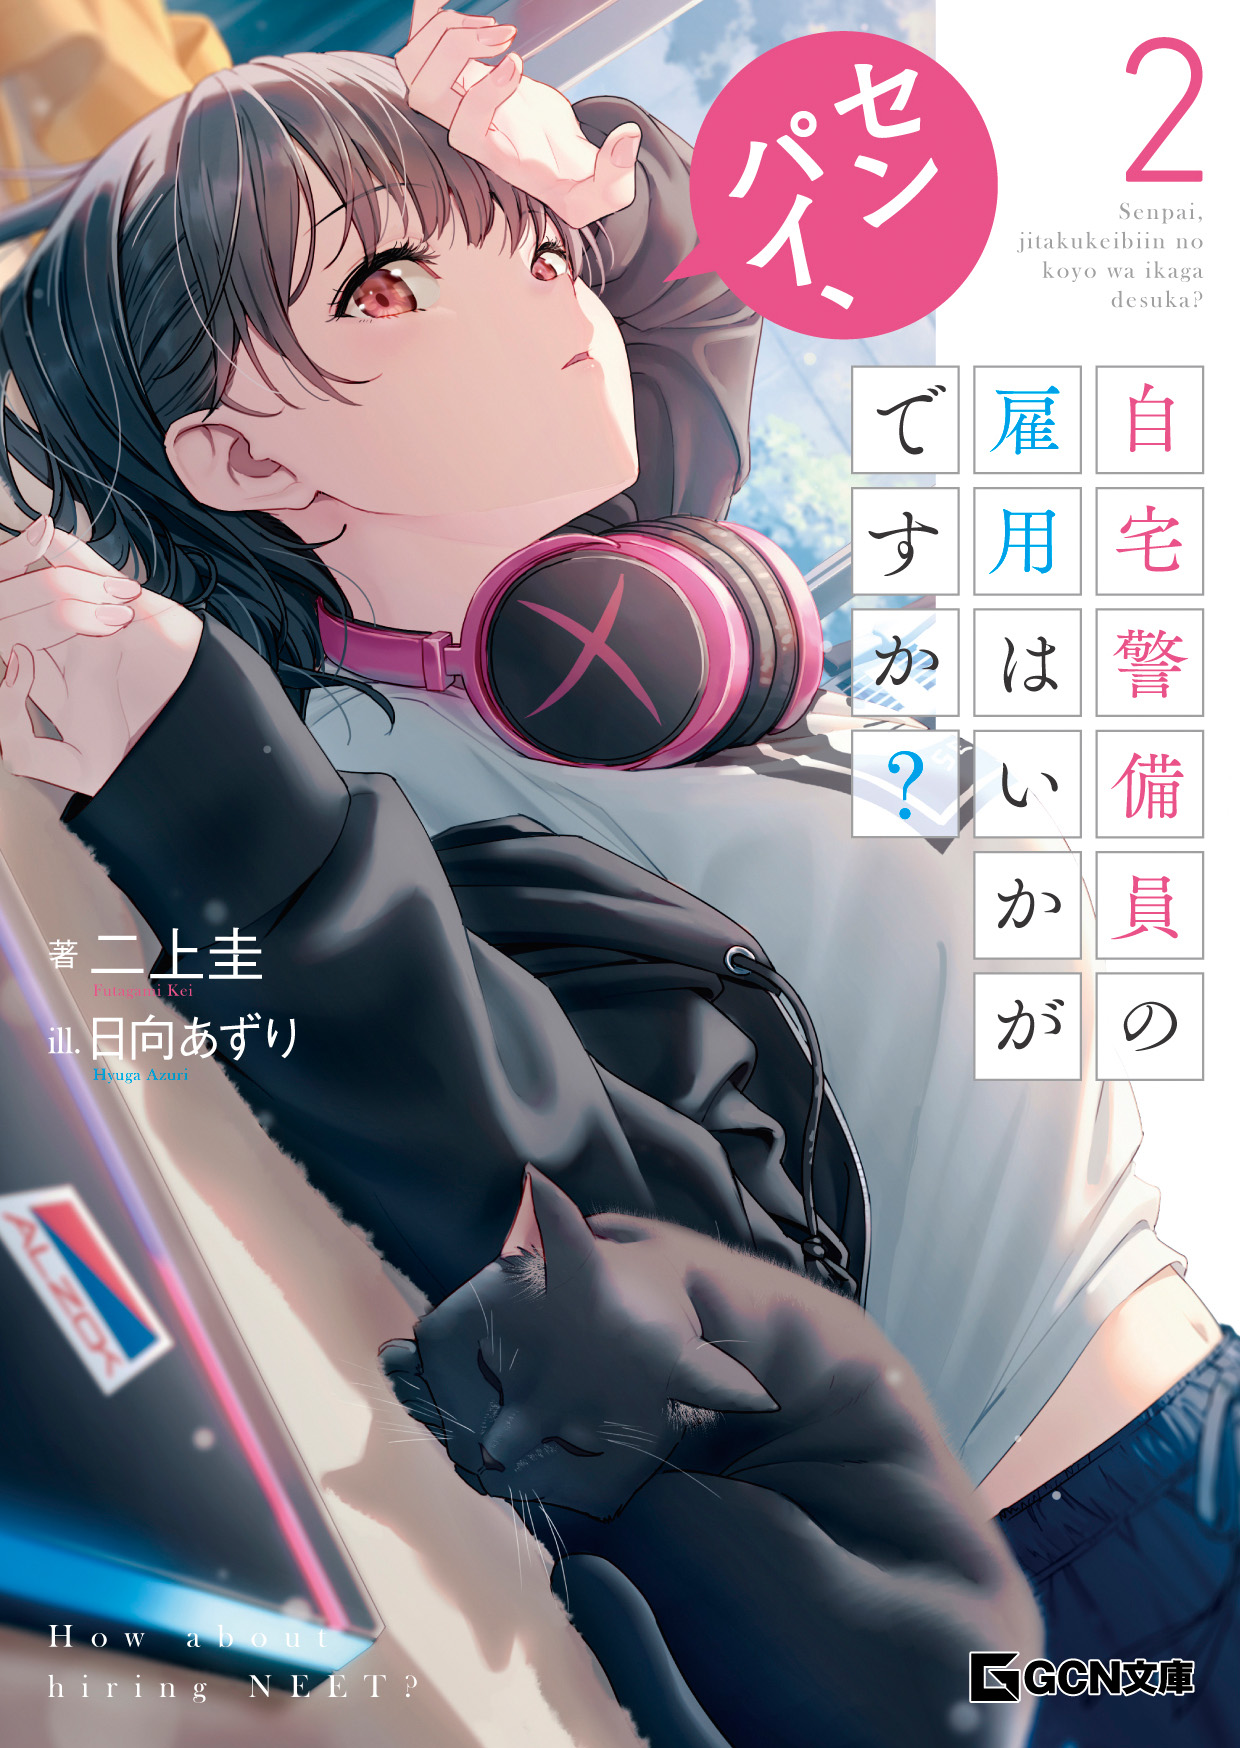 センパイ、
2
Senpai,
jitakukeibiin no
koyo wa ikaga
desuka?
自宅警備員の
雇用はいかが
ですか?
著 二上圭
Futagami Kei
ill. 日向あずり
Hyuga Azuri
ALZOK
How about
hiring NEET?
GCN文庫